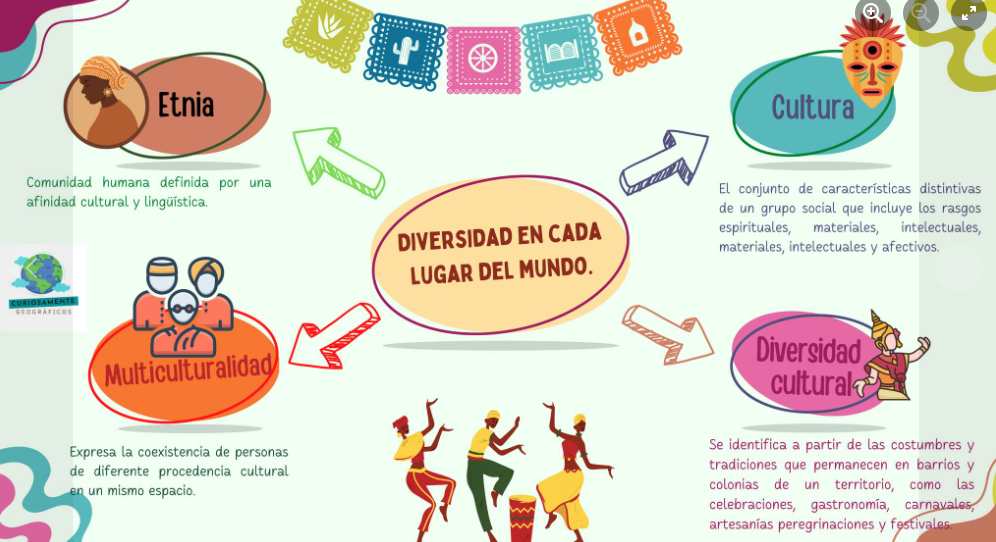 Etnia
Comunidad humana definida por una
afinidad cultural y lingüística.
Cultura
El conjunto de características distintivas
de un grupo social que incluye los rasgos
espirituales, materiales, intelectuales,
materiales, intelectuales y afectivos.
DIVERSIDAD EN CADA
LUGAR DEL MUNDO.
CURIOSAMENTE
GEOGRÁFICOS
Multiculturalidad
Expresa la coexistencia de personas
de diferente procedencia cultural
en un mismo espacio.
Diversidad
cultural
Se identifica a partir de las costumbres y
tradiciones que permanecen en barrios y
colonias de un territorio, como las
celebraciones, gastronomía, carnavales,
artesanías peregrinaciones y festivales.